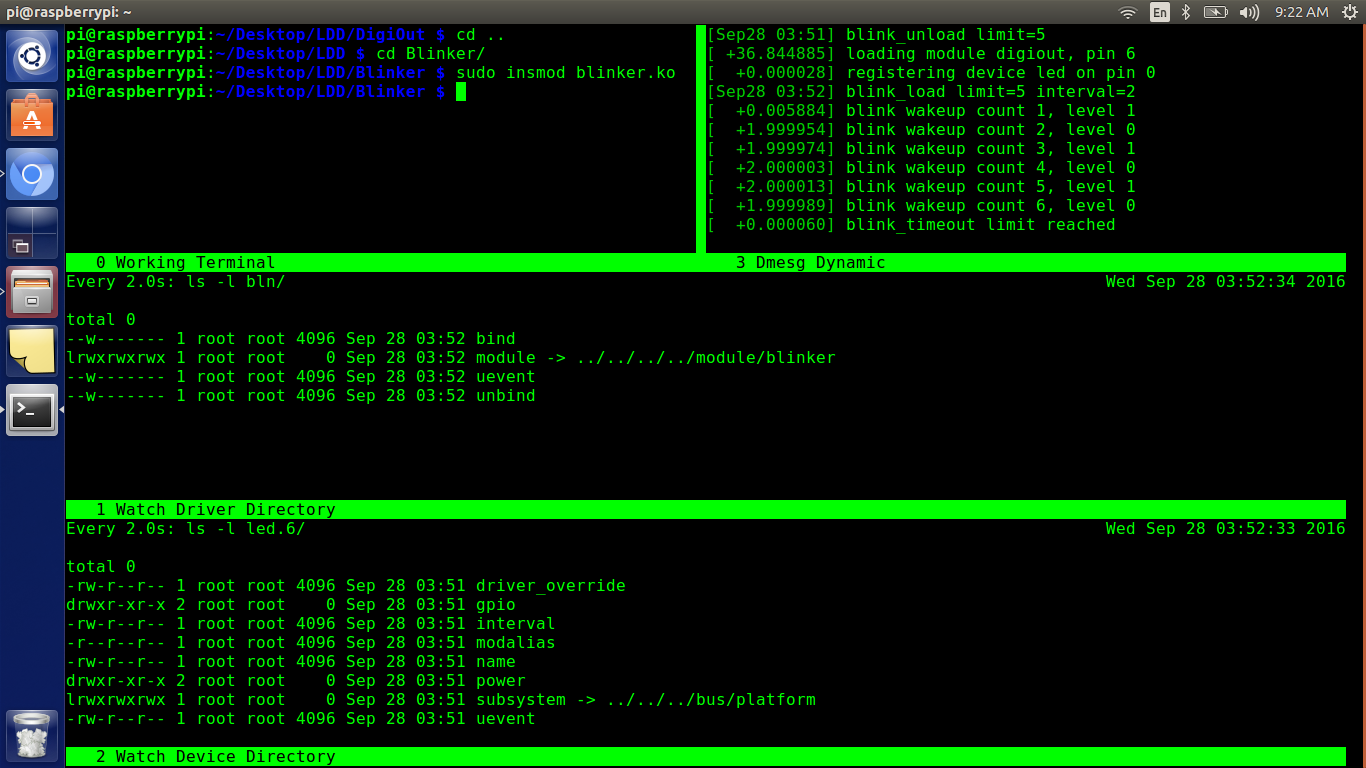 pi@raspberrypi: ~
En
9:22 AM
pi@raspberrypi:~/Desktop/LDD/DigiOut $ cd ..
pi@raspberrypi:~/Desktop/LDD $ cd Blinker/
pi@raspberrypi:~/Desktop/LDD/Blinker $ sudo insmod blinker.ko
pi@raspberrypi:~/Desktop/LDD/Blinker $
[Sep28 03:51] blink_unload limit=5
[ +36.844885] loading module digiout, pin 6
[  +0.000028] registering device led on pin 0
[Sep28 03:52] blink_load limit=5 interval=2
[  +0.005884] blink wakeup count 1, level 1
[  +1.999954] blink wakeup count 2, level 0
[  +1.999974] blink wakeup count 3, level 1
[  +2.000003] blink wakeup count 4, level 0
[  +2.000013] blink wakeup count 5, level 1
[  +1.999989] blink wakeup count 6, level 0
[  +0.000060] blink_timeout limit reached
0 Working Terminal
3 Dmesg Dynamic
Every 2.0s: ls -l bln/
Wed Sep 28 03:52:34 2016
total 0
--w------- 1 root root 4096 Sep 28 03:52 bind
lrwxrwxrwx 1 root root    0 Sep 28 03:52 module -> ../../../../module/blinker
--w------- 1 root root 4096 Sep 28 03:52 uevent
--w------- 1 root root 4096 Sep 28 03:52 unbind
1 Watch Driver Directory
Every 2.0s: ls -l led.6/
Wed Sep 28 03:52:33 2016
total 0
-rw-r--r-- 1 root root 4096 Sep 28 03:51 driver_override
drwxr-xr-x 2 root root    0 Sep 28 03:51 gpio
-rw-r--r-- 1 root root 4096 Sep 28 03:51 interval
-r--r--r-- 1 root root 4096 Sep 28 03:51 modalias
-rw-r--r-- 1 root root 4096 Sep 28 03:51 name
drwxr-xr-x 2 root root    0 Sep 28 03:51 power
lrwxrwxrwx 1 root root    0 Sep 28 03:51 subsystem -> ../../../bus/platform
-rw-r--r-- 1 root root 4096 Sep 28 03:51 uevent
2 Watch Device Directory